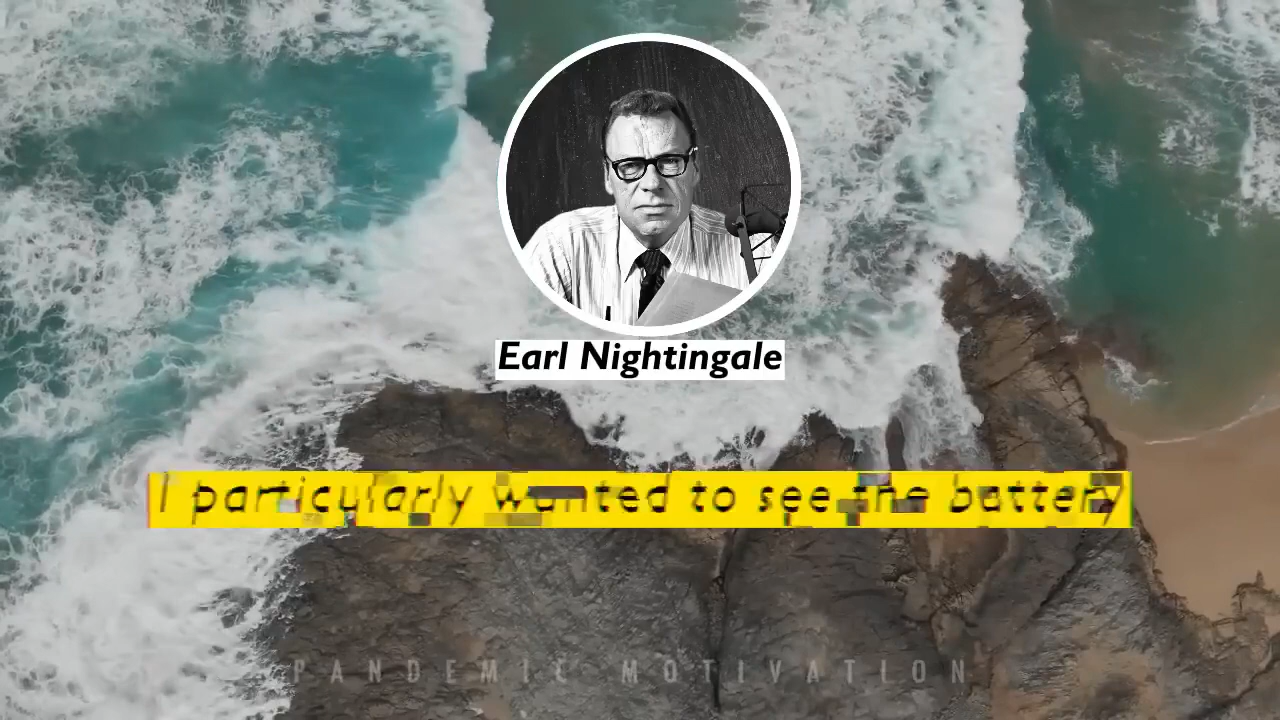 Earl Nightingale
I particularly wanted to see the battery
PANDEMIC MOTIVATION